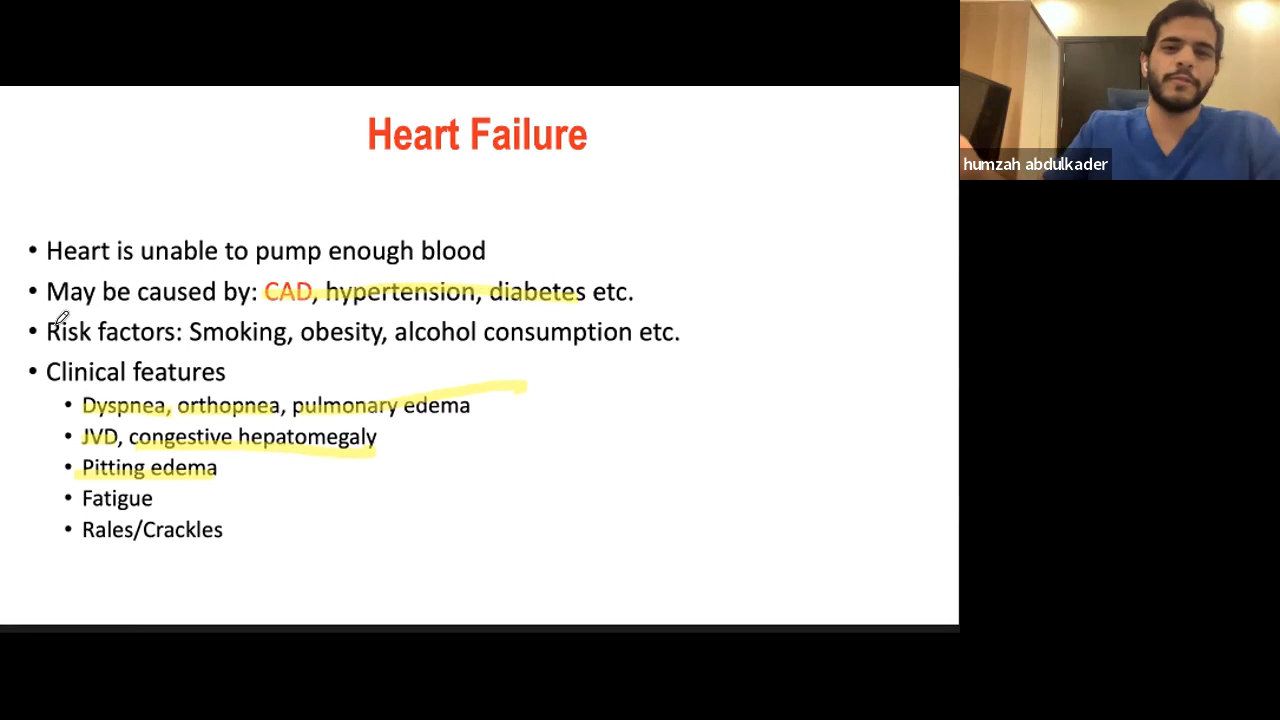 Heart Failure
• Heart is unable to pump enough blood
• May be caused by: CAD, hypertension, diabetes etc.
• Risk factors: Smoking, obesity, alcohol consumption etc.
• Clinical features
• Dyspnea, orthopnea, pulmonary edema
• JVD, congestive hepatomegaly
• Pitting edema
• Fatigue
• Rales/Crackles
humzah abdulkader